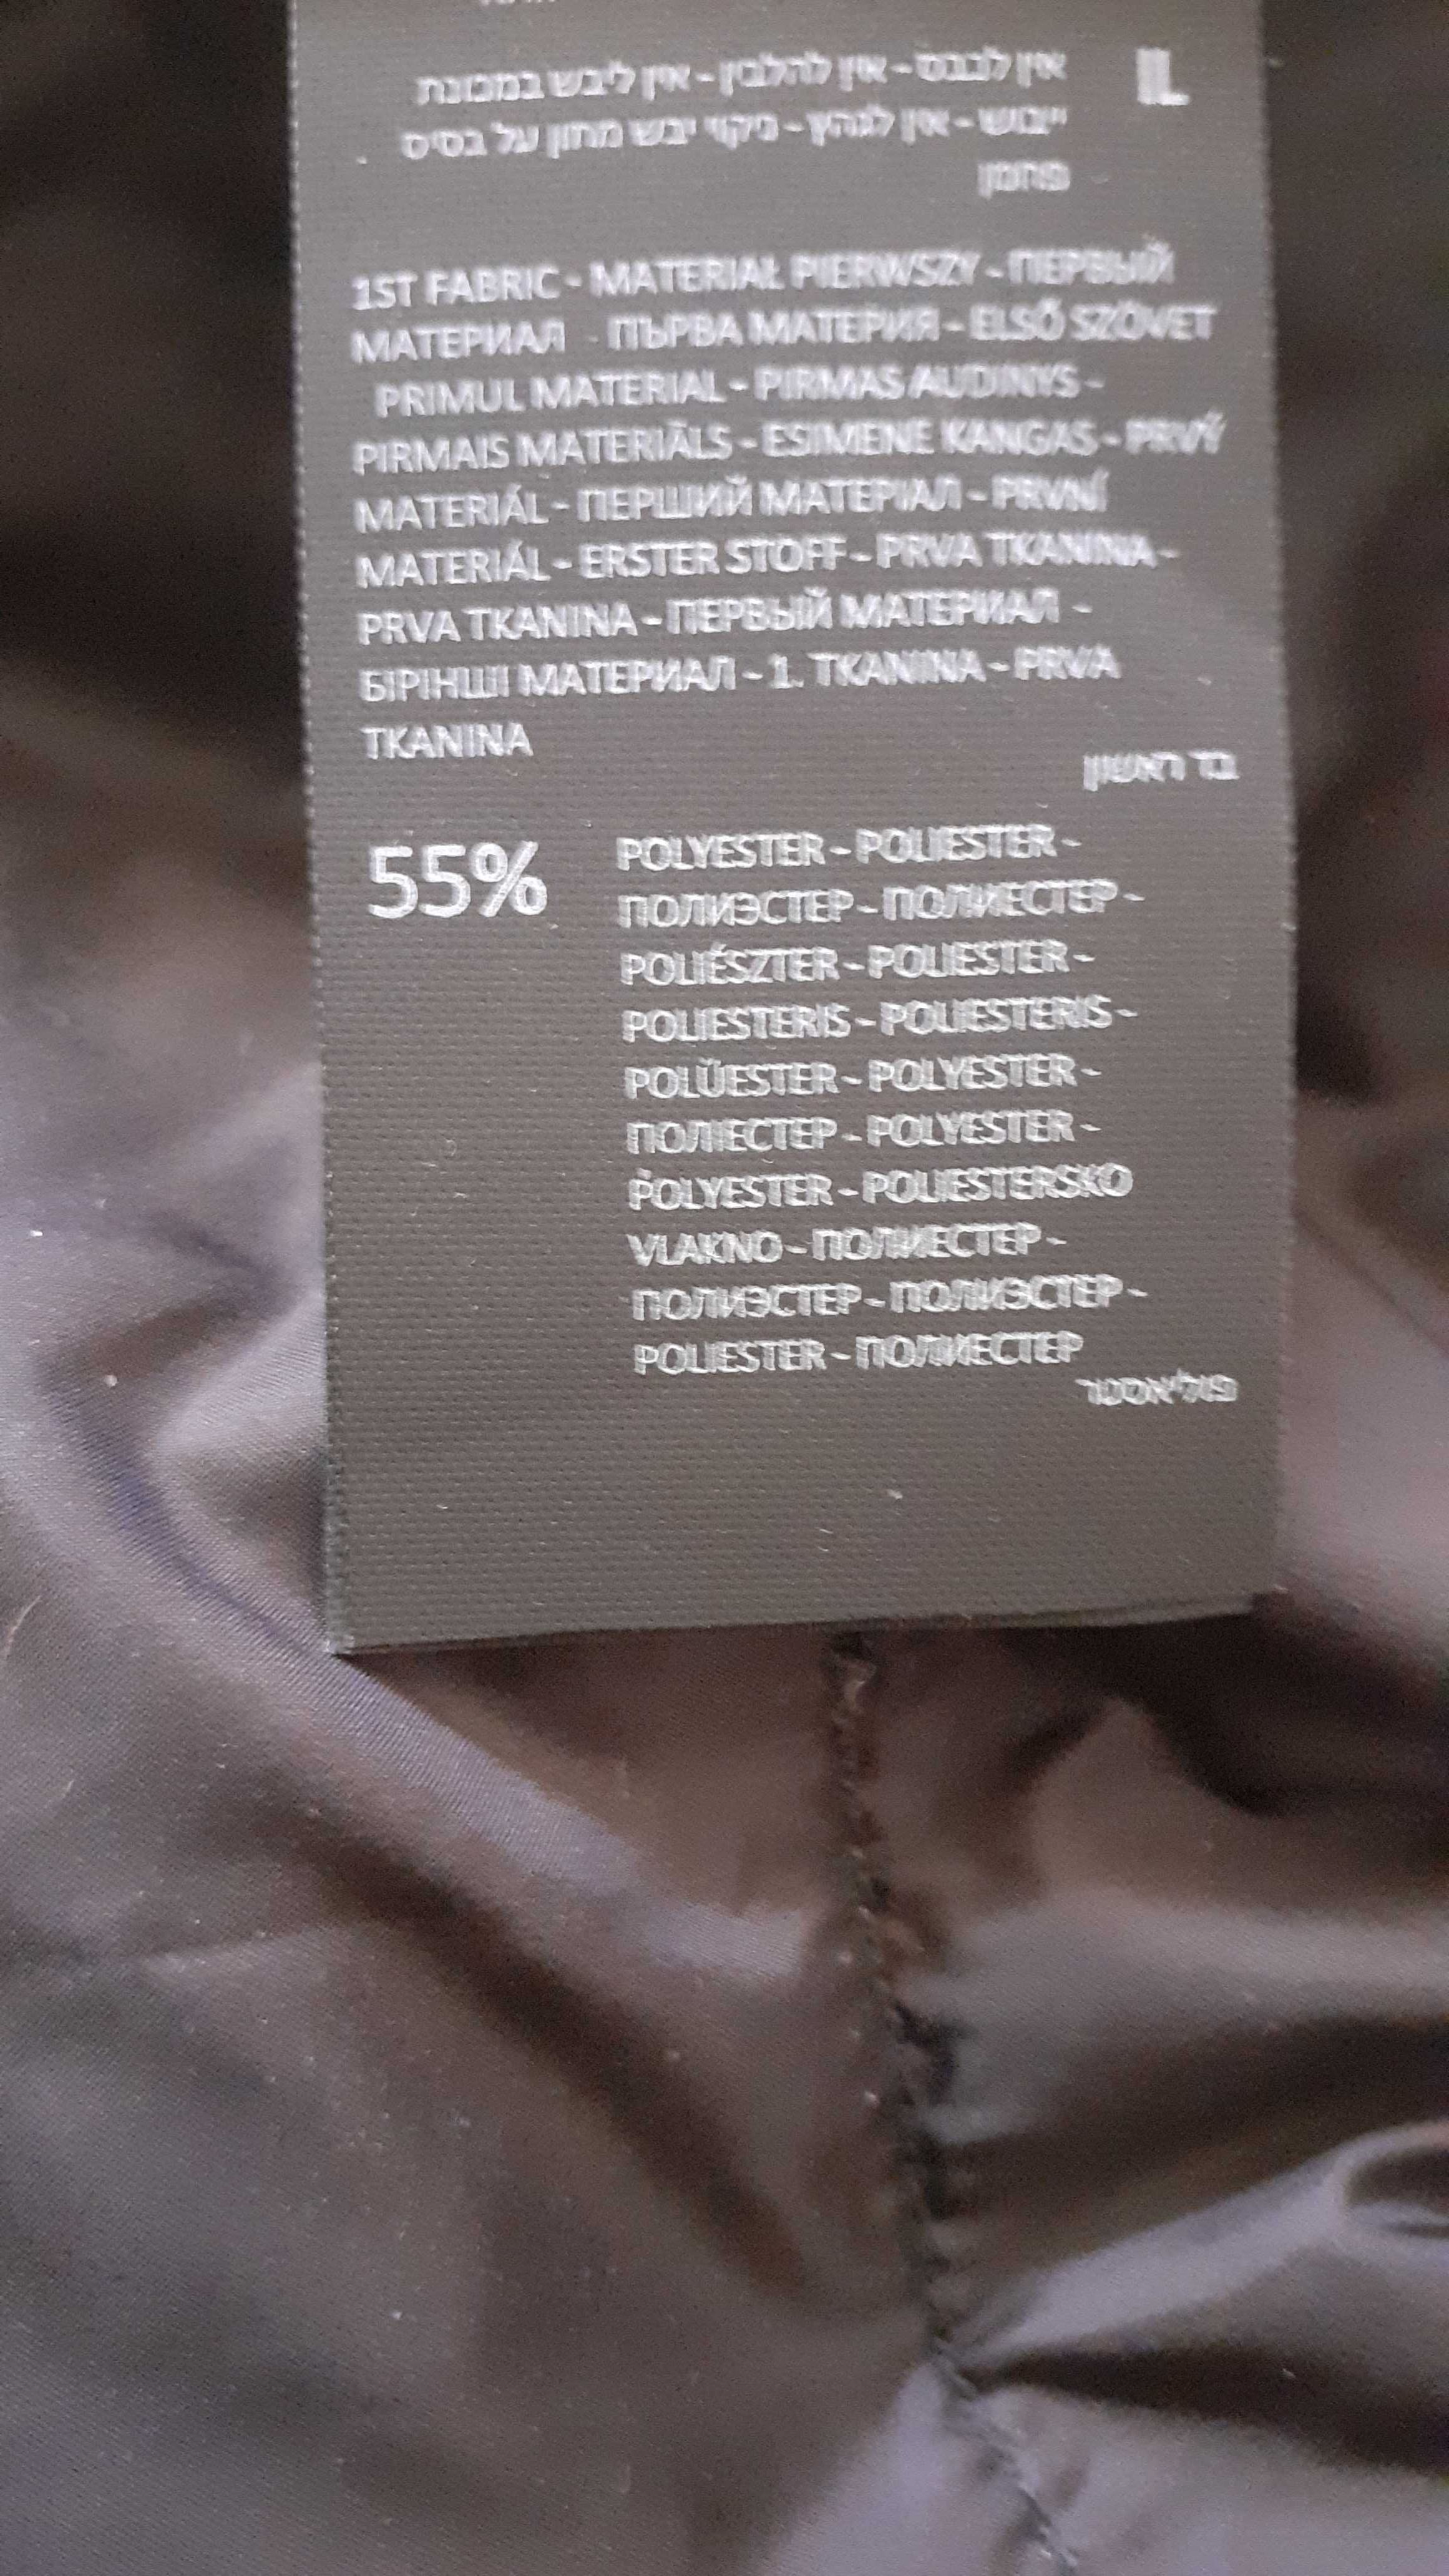 אין לכבס - אין להלבין - אין לייבש במכונת
IL
ייבוש - אין לגהץ - ניקוי יבש מתון על בסיס
פחמן
1ST FABRIC - MATERIAŁ PIERWSZY - ПЕРВЫЙ
МАТЕРИАЛ - ПЪРВА МАТЕРИЯ - ELSŐ SZÖVET
PRIMUL MATERIAL - PIRMAS AUDINYS -
PIRMAIS MATERIĀLS - ESIMENE KANGAS - PRVÝ
MATERIÁL - ПЕРШИЙ МАТЕРІАЛ - PRVNÍ
MATERIÁL - ERSTER STOFF - PRVA TKANINA -
PRVA TKANINA - ПЕРВЫЙ МАТЕРИАЛ -
БІРІНШІ МАТЕРИАЛ - 1. TKANINA - PRVA
TKANINA
בד ראשון
55% POLYESTER - POLIESTER -
ПОЛИЭСТЕР - ПОЛИЕСТЕР -
POLIÉSZTER - POLIESTER -
POLIESTERIS - POLIESTERIS -
POLÜESTER - POLYESTER -
ПОЛІЕСТЕР - POLYESTER -
POLYESTER - POLIESTERSKO
VLAKNO - ПОЛИЕСТЕР -
ПОЛИЭСТЕР - ПОЛИЭСТЕР -
POLIESTER - ПОЛИЕСТЕР
פוליאסטר